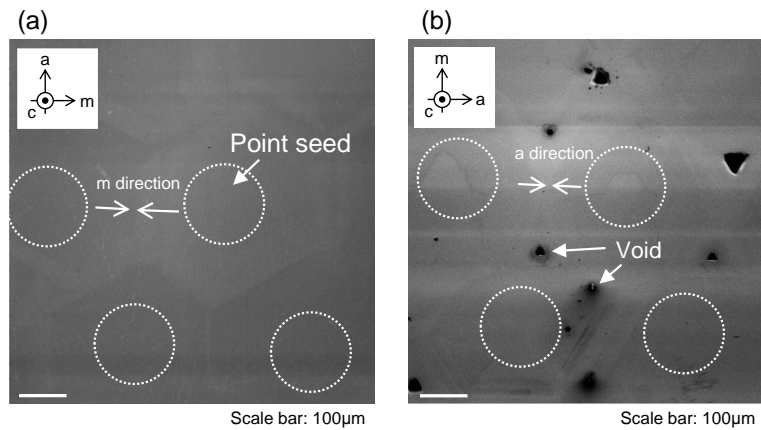 (a)
a
m
c
Point seed
m direction
Scale bar: 100μm
(b)
m
a
c
a direction
Void
Scale bar: 100μm